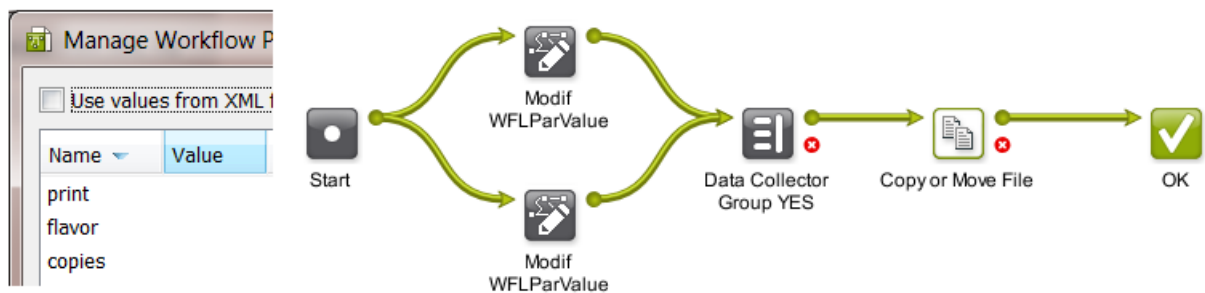 Manage Workflow P
Use values from XML f
Name Value
print
flavor
copies
Start
Modif
WFLParValue
Modif
WFLParValue
Data Collector
Group YES
Copy or Move File
OK